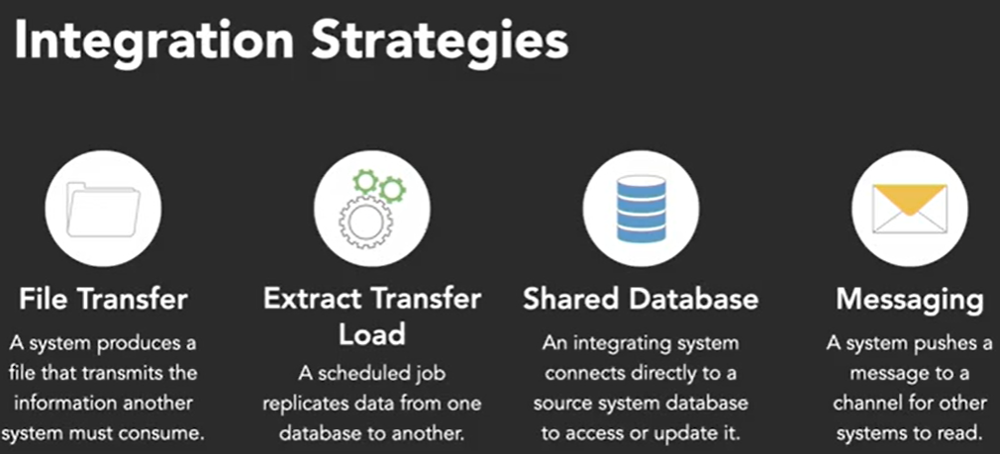 Integration Strategies
File Transfer
A system produces a
file that transmits the
information another
system must consume.
Extract Transfer
Load
A scheduled job
replicates data from one
database to another.
Shared Database
An integrating system
connects directly to a
source system database
to access or update it.
Messaging
A system pushes a
message to a
channel for other
systems to read.